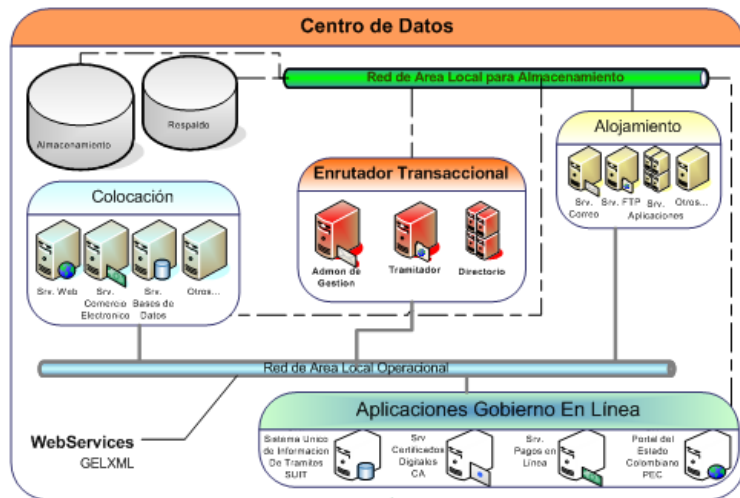 Centro de Datos
Red de Area Local para Almacenamiento
Respaldo
Almacenamiento
Alojamiento
Srv.
Correo
Srv. FTP
Srv.
Aplicaciones
Otros...
Enrutador Transaccional
Admon de
Gestion
Tramitador
Directorio
Colocación
Srv. Web
Srv.
Comercio
Electronico
Srv.
Bases de
Datos
Otros...
Red de Area Local Operacional
WebServices
GELXML
Aplicaciones Gobierno En Línea
Sistema Unico
de Informacion
De Tramites
SUIT
Srv
Certificados
Digitales
CA
Srv.
Pagos en
Línea
Portal del
Estado
Colombiano
PEC